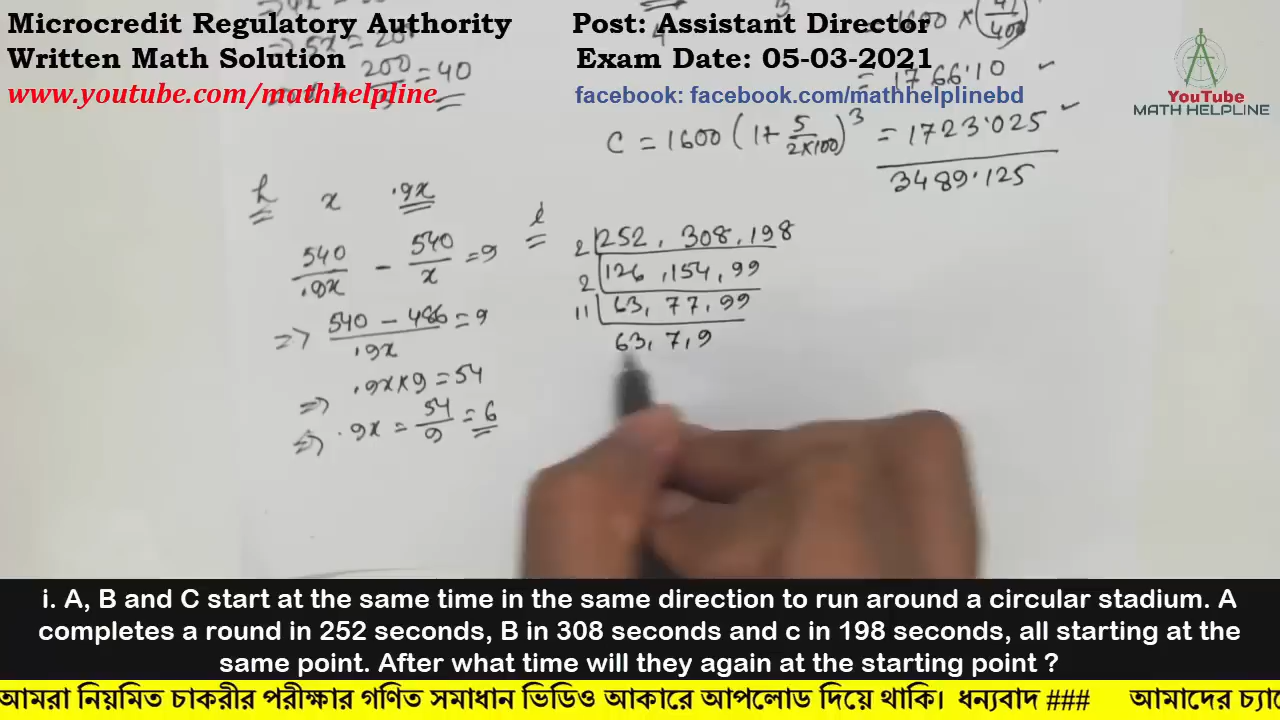 Microcredit Regulatory Authority Post: Assistant Director
Written Math Solution Exam Date: 05-03-2021
www.youtube.com/mathhelpline facebook: facebook.com/mathhelplinebd
YouTube
MATH HELPLINE
=> 5x = 200
200 = 40
= 1766.10
C = 1600 (1+ 5/2×100)^3 = 1723.025
3489.125
h x .9x
540/.9x - 540/x = 9
=> 540 - 486/.9x = 9
=> .9x × 9 = 54
=> .9x = 54/9 = 6
i
2 252, 308, 198
2 126, 154, 99
11 63, 77, 99
63, 7, 9
i. A, B and C start at the same time in the same direction to run around a circular stadium. A
completes a round in 252 seconds, B in 308 seconds and c in 198 seconds, all starting at the
same point. After what time will they again at the starting point ?
আমরা নিয়মিত চাকরীর পরীক্ষার গণিত সমাধান ভিডিও আকারে আপলোড দিয়ে থাকি। ধন্যবাদ ### আমাদের